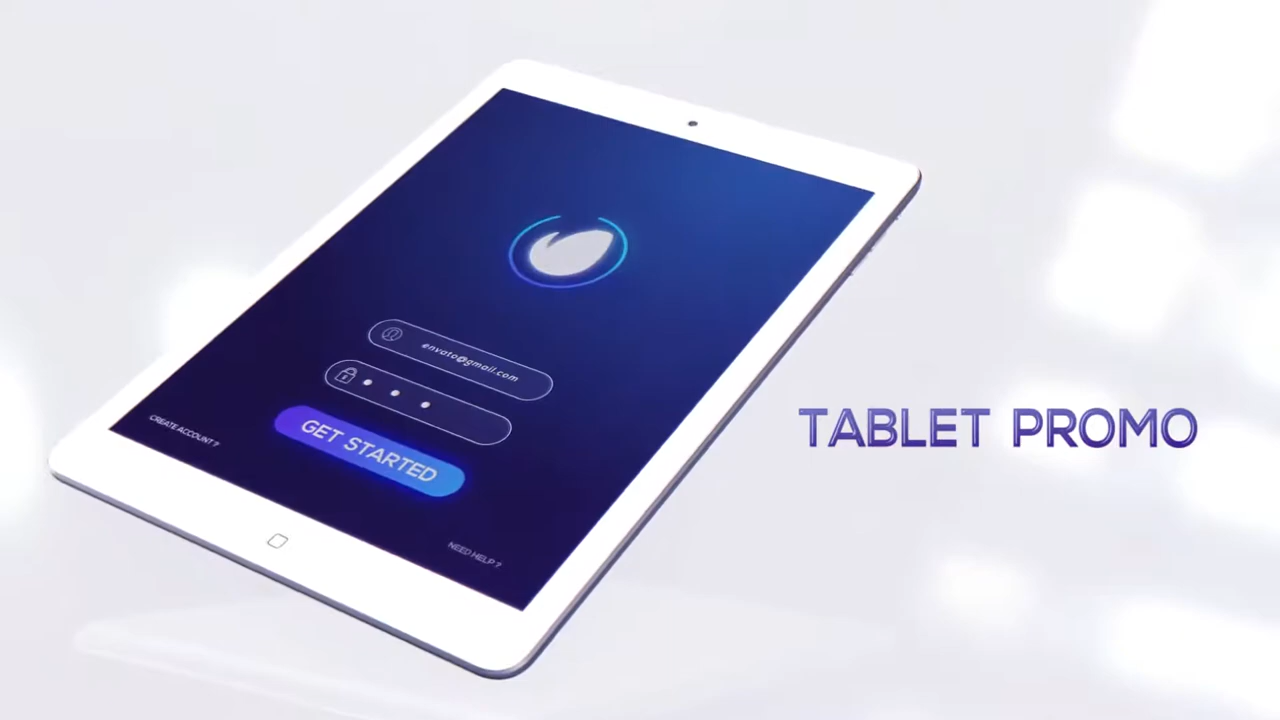 envato@gmail.com
GET STARTED
CREATE ACCOUNT ?
NEED HELP ?
TABLET PROMO